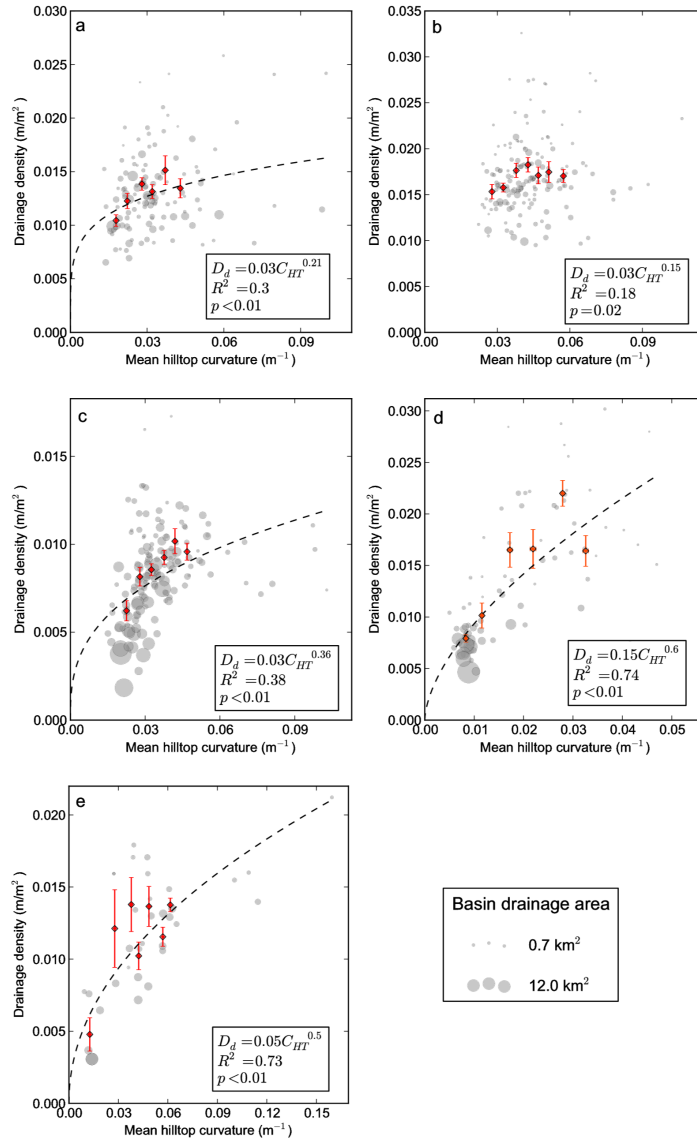 a
0.030
0.025
0.020
0.015
0.010
0.005
0.000
Drainage density (m/m²)
0.00 0.03 0.06 0.09
Mean hilltop curvature (m⁻¹)
D_d = 0.03C_HT^0.21
R² = 0.3
p < 0.01
b
0.035
0.030
0.025
0.020
0.015
0.010
0.005
0.000
Drainage density (m/m²)
0.00 0.03 0.06 0.09
Mean hilltop curvature (m⁻¹)
D_d = 0.03C_HT^0.15
R² = 0.18
p = 0.02
c
0.015
0.010
0.005
0.000
Drainage density (m/m²)
0.00 0.03 0.06 0.09
Mean hilltop curvature (m⁻¹)
D_d = 0.03C_HT^0.36
R² = 0.38
p < 0.01
d
0.030
0.025
0.020
0.015
0.010
0.005
0.000
Drainage density (m/m²)
0.00 0.01 0.02 0.03 0.04 0.05
Mean hilltop curvature (m⁻¹)
D_d = 0.15C_HT^0.6
R² = 0.74
p < 0.01
e
0.020
0.015
0.010
0.005
0.000
Drainage density (m/m²)
0.00 0.03 0.06 0.09 0.12 0.15
Mean hilltop curvature (m⁻¹)
D_d = 0.05C_HT^0.5
R² = 0.73
p < 0.01
Basin drainage area
0.7 km²
12.0 km²